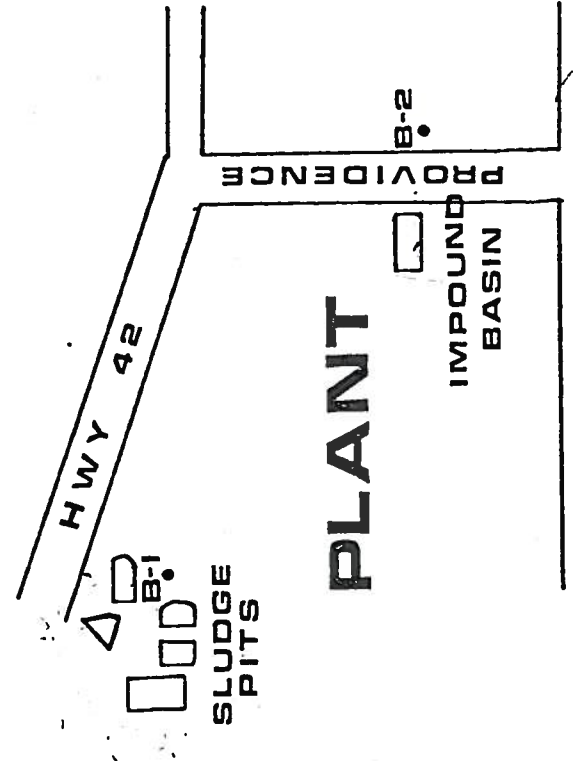 HWY 42
B-1
SLUDGE
PITS
PLANT
PROVIDENCE
B-2
IMPOUND
BASIN